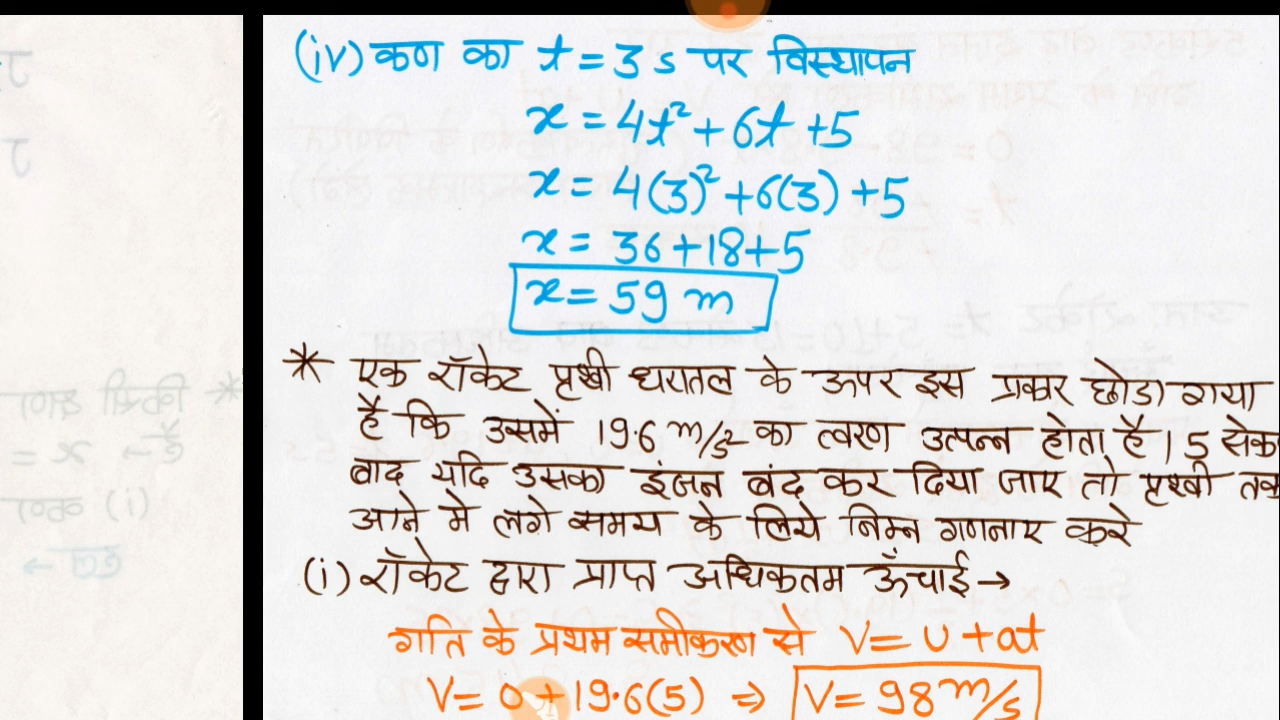 (iv) कण का t = 3 s पर विस्थापन
x = 4t² + 6t + 5
x = 4(3)² + 6(3) + 5
x = 36 + 18 + 5
x = 59 m
* एक रॉकेट पृथ्वी धरातल के ऊपर इस प्रकार छोडा गया
है कि उसमें 19.6 m/s² का त्वरण उत्पन्न होता है। 5 सेक
बाद यदि उसका इंजन बंद कर दिया जाए तो पृथ्वी तक
आने मे लगे समय के लिये निम्न गणनाए करे
(i) रॉकेट द्वारा प्राप्त अधिकतम ऊँचाई →
गति के प्रथम समीकरण से v = u + at
V = 0 + 19.6(5) ⇒ V = 98 m/s